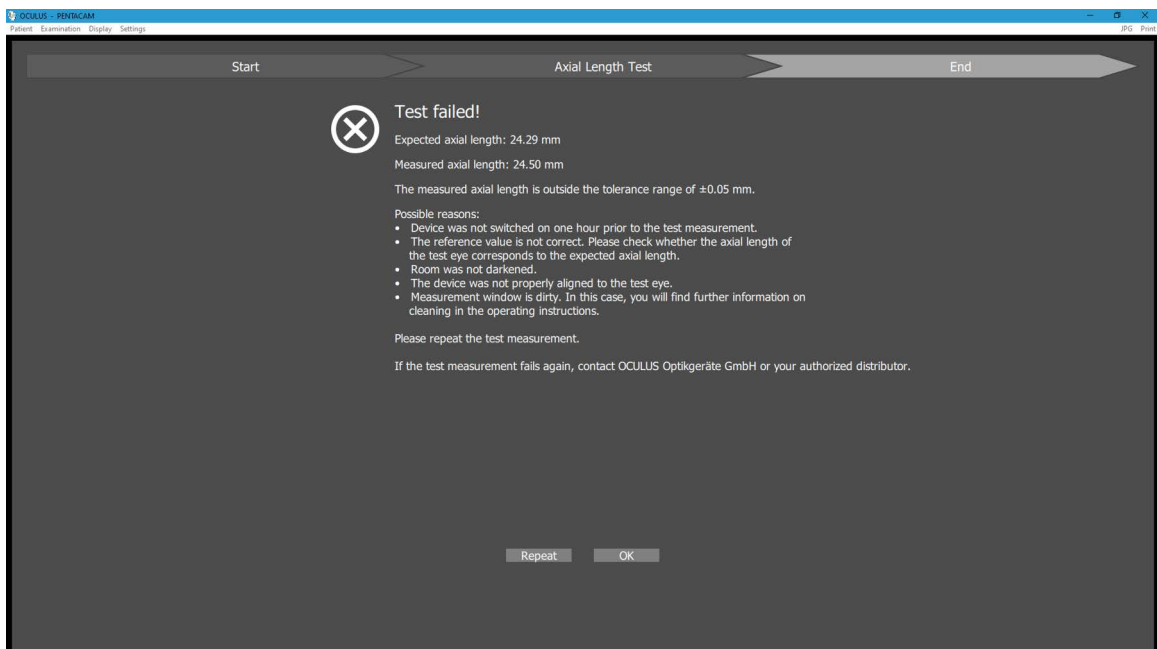 OCULUS - PENTACAM
Patient Examination Display Settings JPG Print
Start Axial Length Test End
Test failed!
Expected axial length: 24.29 mm
Measured axial length: 24.50 mm
The measured axial length is outside the tolerance range of ±0.05 mm.
Possible reasons:
• Device was not switched on one hour prior to the test measurement.
• The reference value is not correct. Please check whether the axial length of
the test eye corresponds to the expected axial length.
• Room was not darkened.
• The device was not properly aligned to the test eye.
• Measurement window is dirty. In this case, you will find further information on
cleaning in the operating instructions.
Please repeat the test measurement.
If the test measurement fails again, contact OCULUS Optikgeräte GmbH or your authorized distributor.
Repeat OK